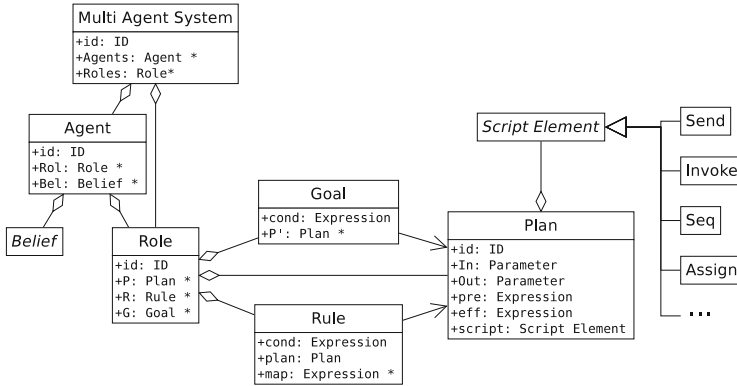 Multi Agent System
+id: ID
+Agents: Agent *
+Roles: Role*
Agent
+id: ID
+Rol: Role *
+Bel: Belief *
Belief
Role
+id: ID
+P: Plan *
+R: Rule *
+G: Goal *
Goal
+cond: Expression
+P': Plan *
Rule
+cond: Expression
+plan: Plan
+map: Expression *
Script Element
Plan
+id: ID
+In: Parameter
+Out: Parameter
+pre: Expression
+eff: Expression
+script: Script Element
Send
Invoke
Seq
Assign
...